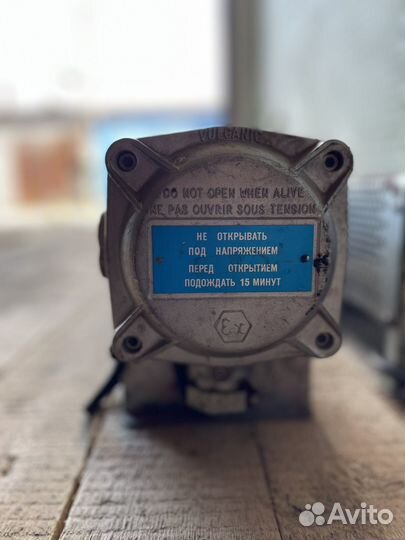 VULCANIC
DO NOT OPEN WHEN ALIVE
NE PAS OUVRIR SOUS TENSION
НЕ ОТКРЫВАТЬ
ПОД НАПРЯЖЕНИЕМ
ПЕРЕД ОТКРЫТИЕМ
ПОДОЖДАТЬ 15 МИНУТ
Ex
Avito